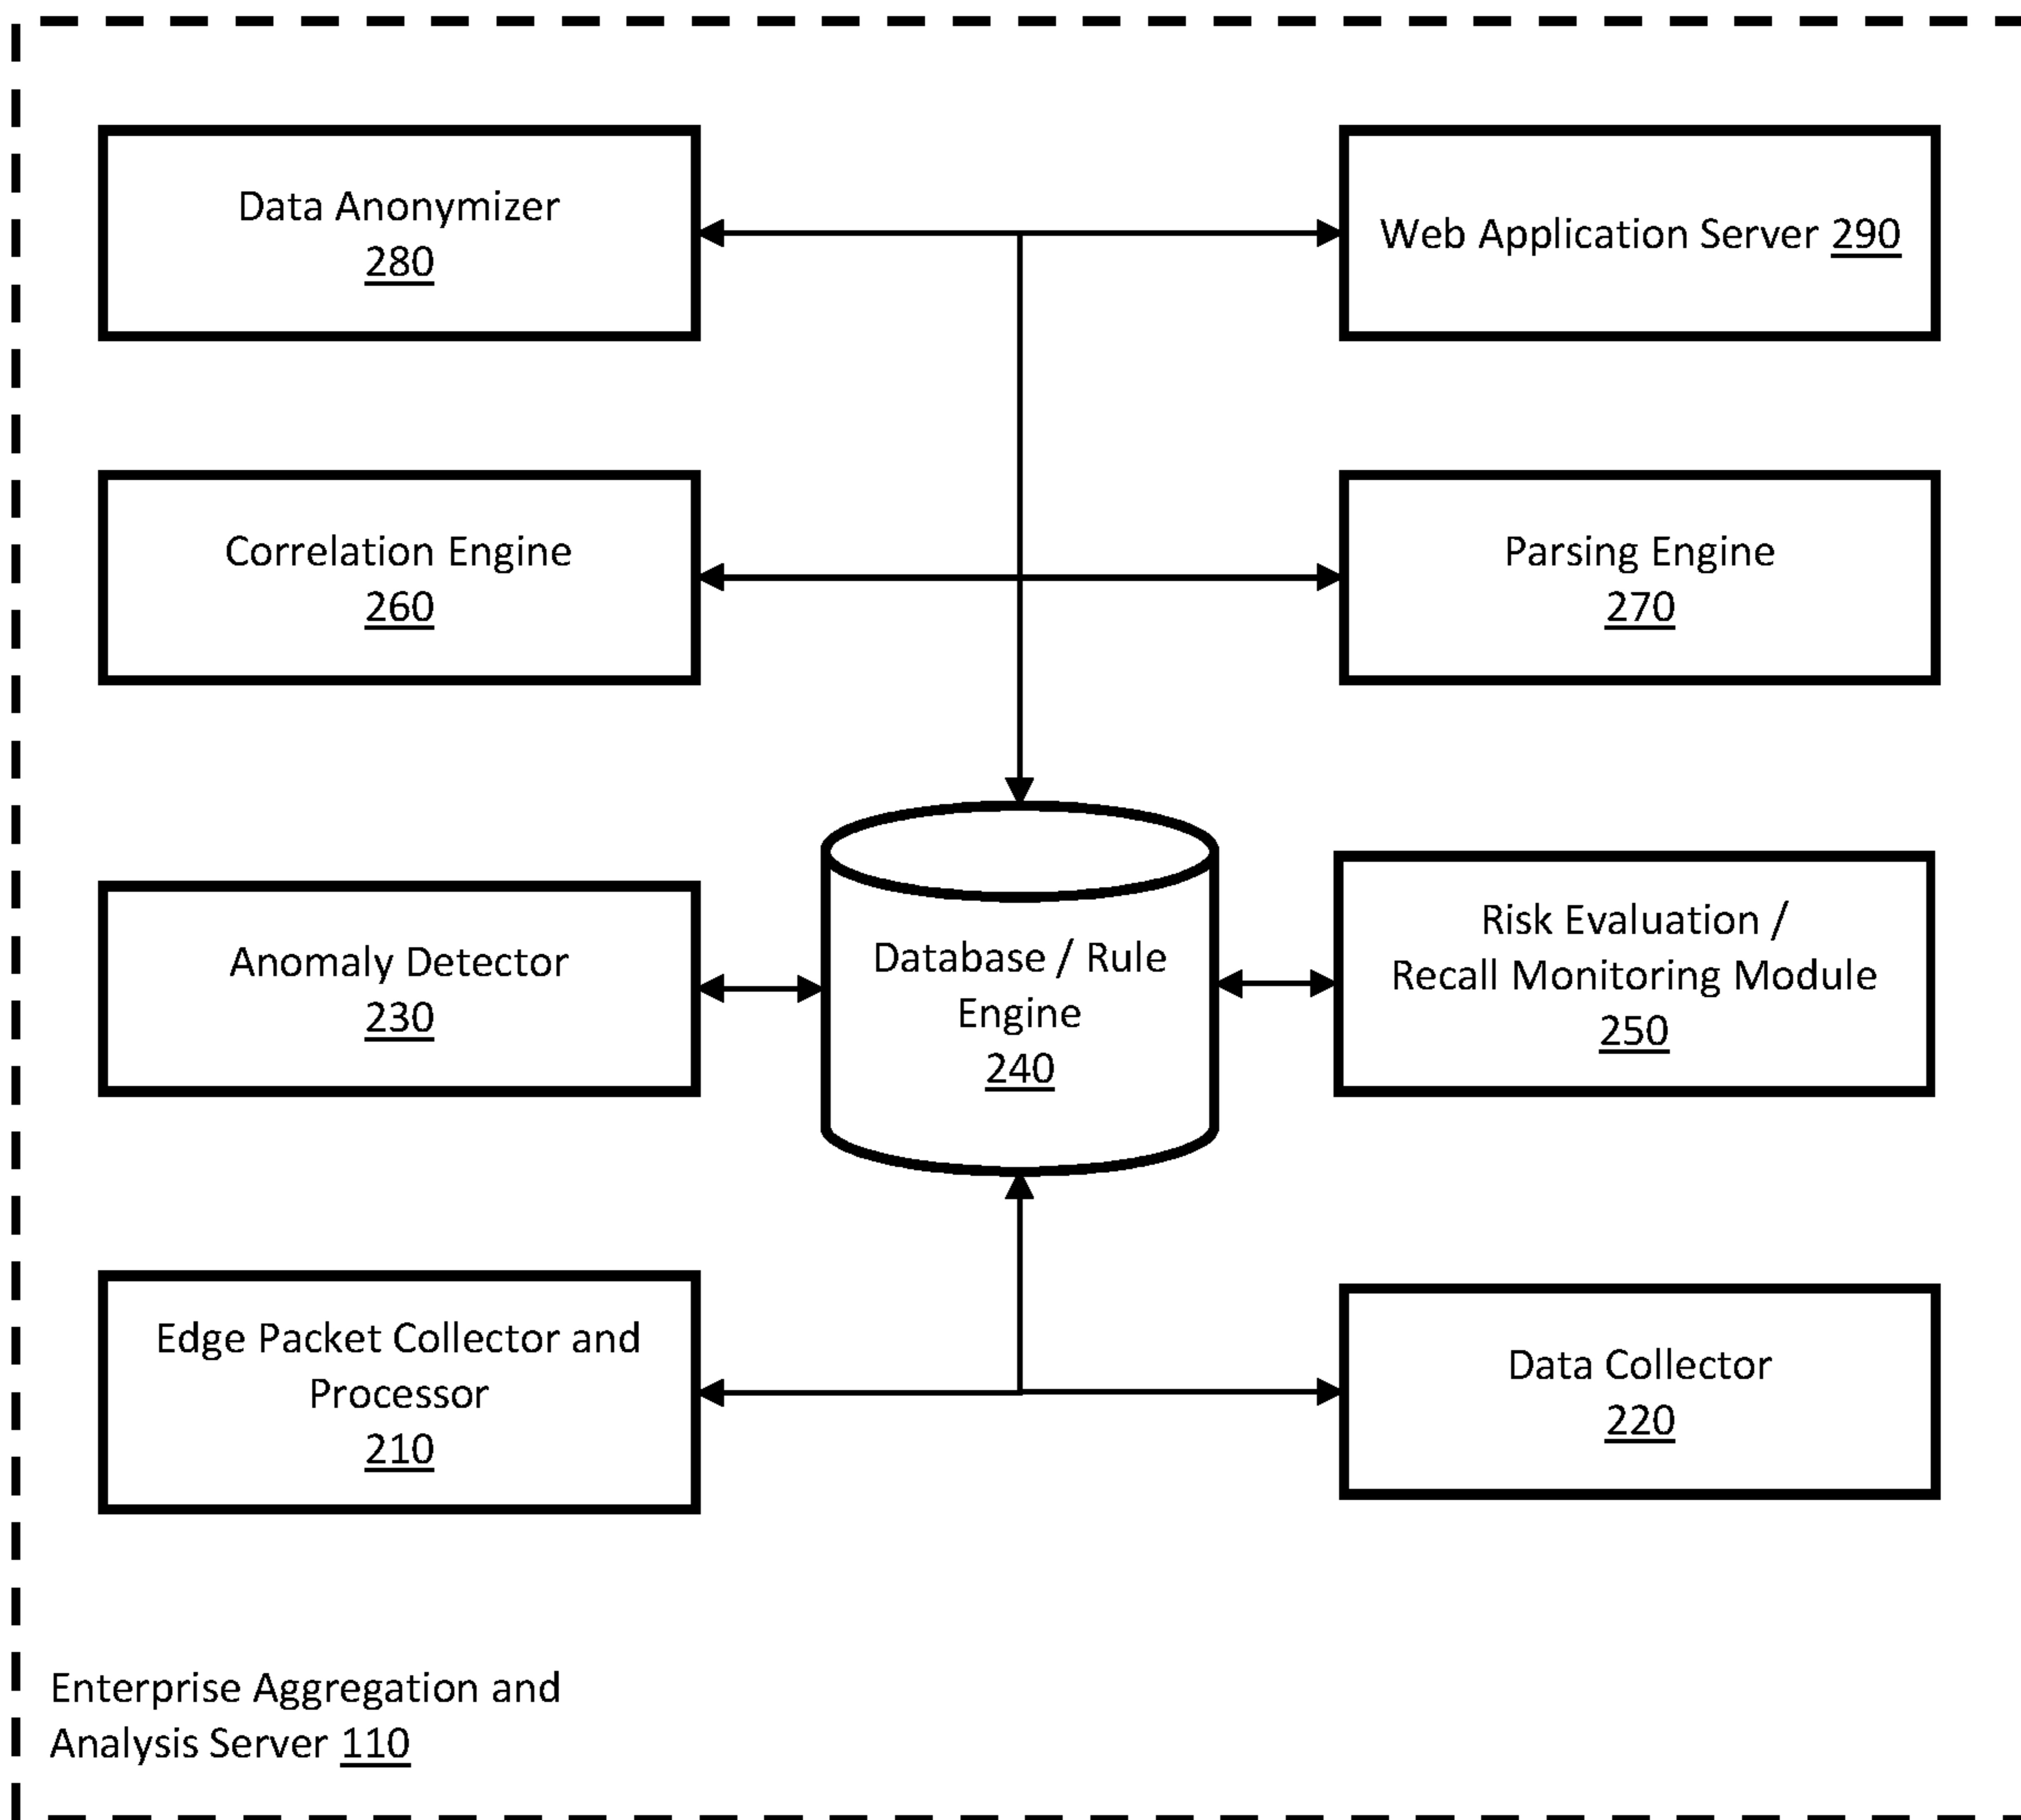 Data Anonymizer
280
Web Application Server 290
Correlation Engine
260
Parsing Engine
270
Anomaly Detector
230
Database / Rule
Engine
240
Risk Evaluation /
Recall Monitoring Module
250
Edge Packet Collector and
Processor
210
Data Collector
220
Enterprise Aggregation and
Analysis Server 110